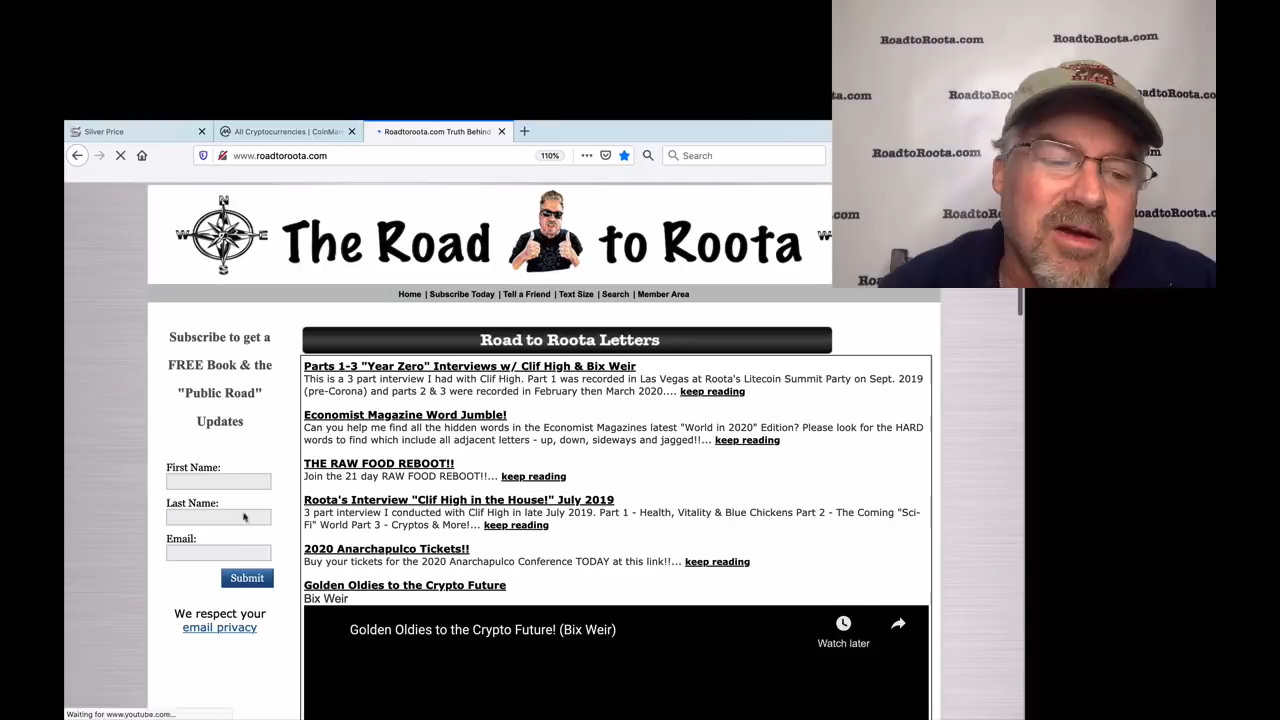 RoadtoRoota.com RoadtoRoota.com
RoadtoRoota.com
RoadtoRoota.com
Silver Price
All Cryptocurrencies | CoinMar
Roadtoroota.com Truth Behind
www.roadtoroota.com
110%
Search
The Road to Roota
N
W E
S
Home | Subscribe Today | Tell a Friend | Text Size | Search | Member Area
Subscribe to get a
FREE Book & the
"Public Road"
Updates
First Name:
Last Name:
Email:
Submit
We respect your
email privacy
Road to Roota Letters
Parts 1-3 "Year Zero" Interviews w/ Clif High & Bix Weir
This is a 3 part interview I had with Clif High. Part 1 was recorded in Las Vegas at Roota's Litecoin Summit Party on Sept. 2019
(pre-Corona) and parts 2 & 3 were recorded in February then March 2020.... keep reading
Economist Magazine Word Jumble!
Can you help me find all the hidden words in the Economist Magazines latest "World in 2020" Edition? Please look for the HARD
words to find which include all adjacent letters - up, down, sideways and jagged!!... keep reading
THE RAW FOOD REBOOT!!
Join the 21 day RAW FOOD REBOOT!!... keep reading
Roota's Interview "Clif High in the House!" July 2019
3 part interview I conducted with Clif High in late July 2019. Part 1 - Health, Vitality & Blue Chickens Part 2 - The Coming "Sci-
Fi" World Part 3 - Cryptos & More!... keep reading
2020 Anarchapulco Tickets!!
Buy your tickets for the 2020 Anarchapulco Conference TODAY at this link!!... keep reading
Golden Oldies to the Crypto Future
Bix Weir
Golden Oldies to the Crypto Future! (Bix Weir)
Watch later
Waiting for www.youtube.com...